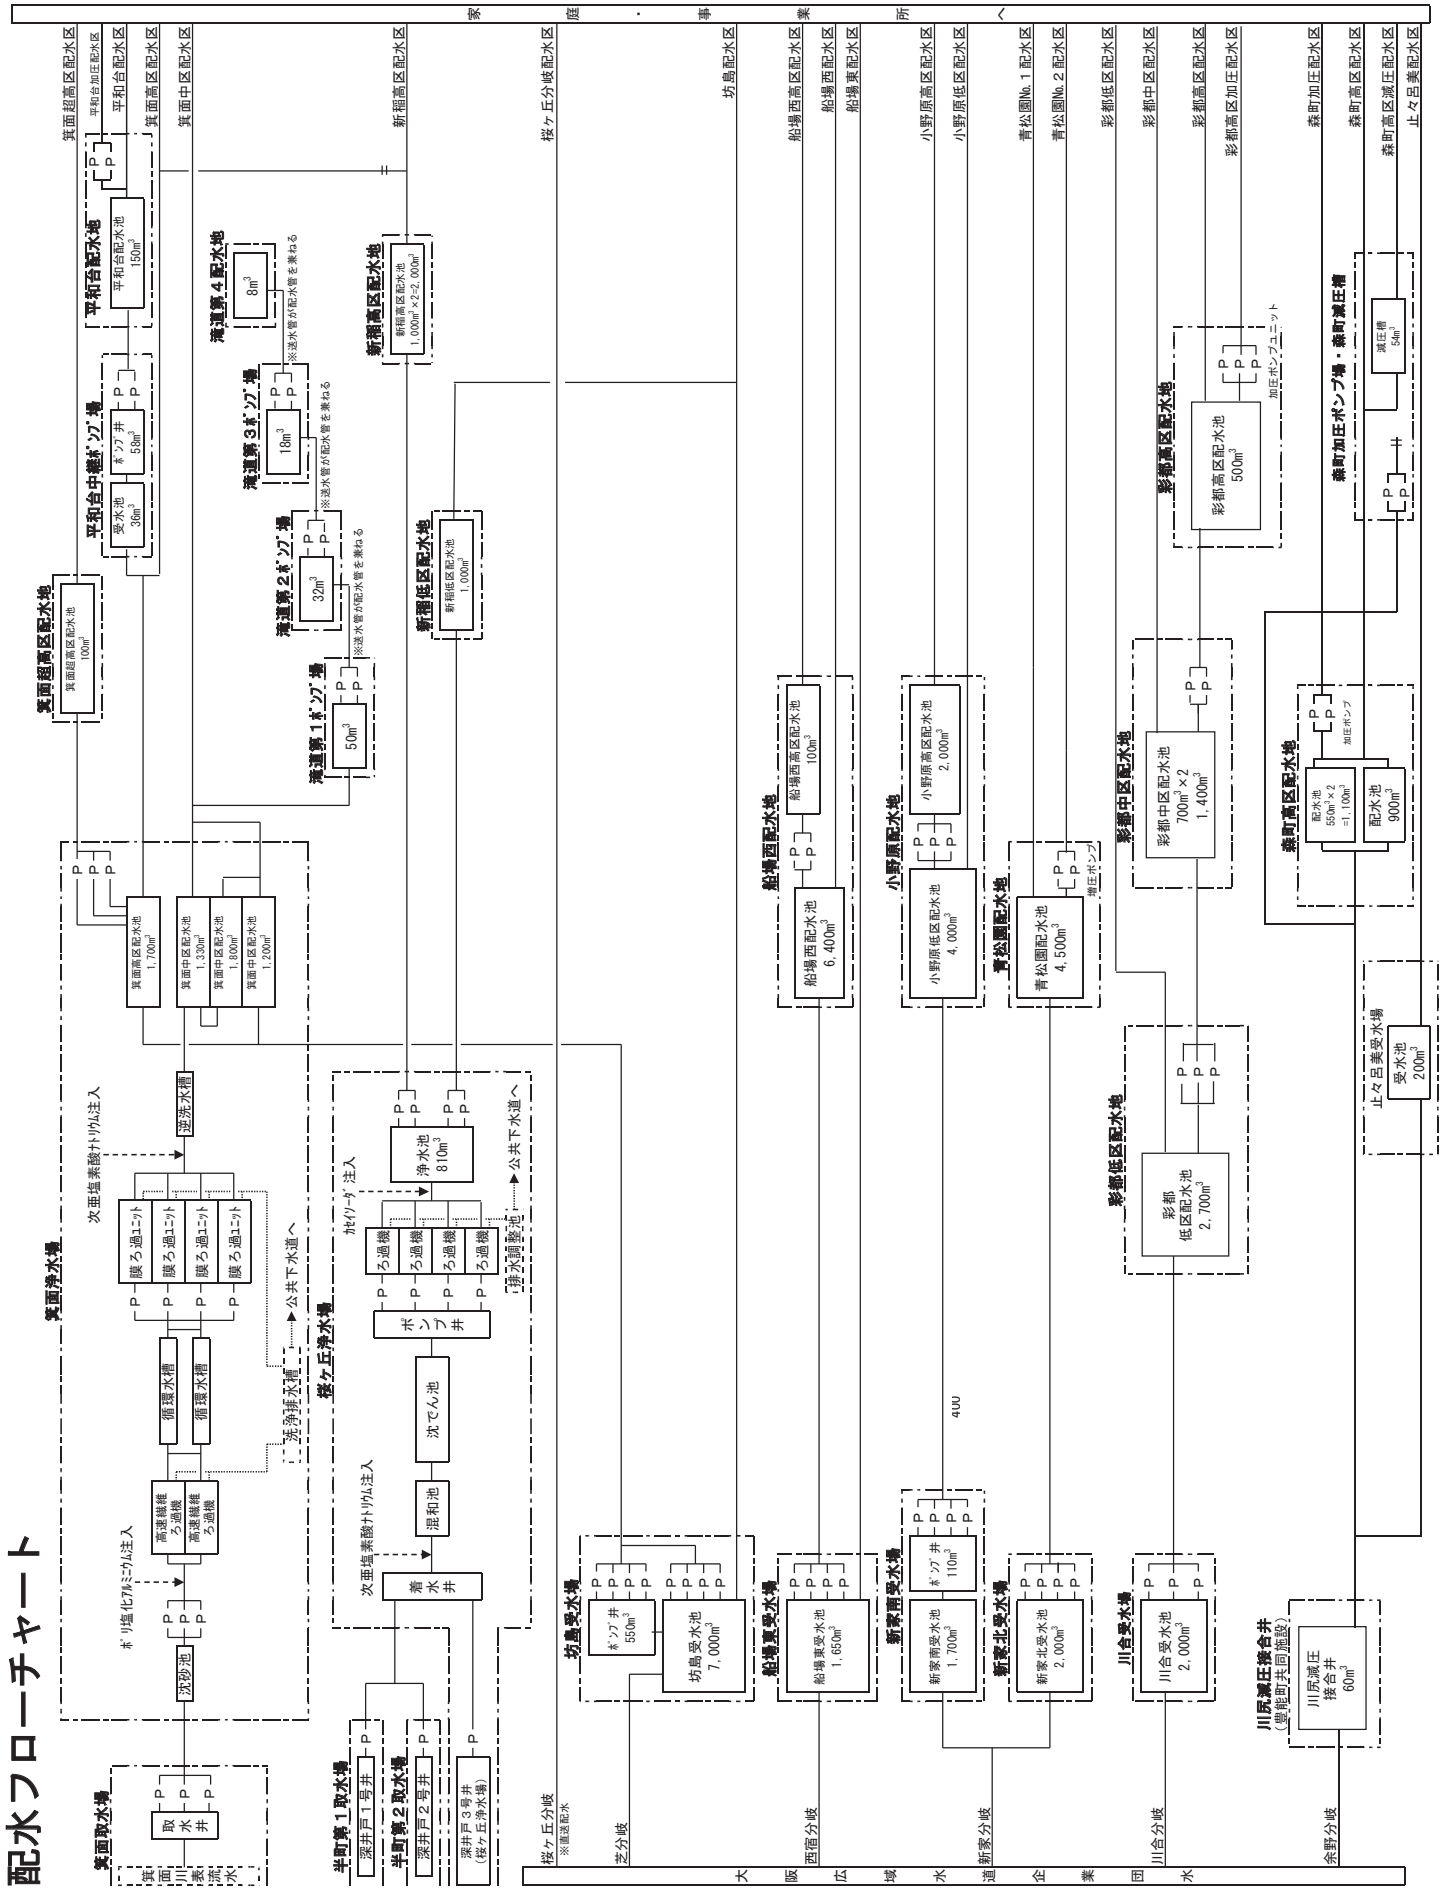 配水フローチャート
家庭・事業所へ
箕面超高区配水区
平和台加圧配水区
平和台配水区
箕面高区配水区
箕面中区配水区
新稲高区配水区
桜ヶ丘分岐配水区
坊島配水区
船場西高区配水区
船場西配水区
船場東配水区
小野原高区配水区
小野原低区配水区
青松園No.1配水区
青松園No.2配水区
彩都低区配水区
彩都中区配水区
彩都高区配水区
彩都高区加圧配水区
森町加圧配水区
森町高区配水区
森町高区減圧配水区
止々呂美配水区
箕面取水場
箕面川表流水
取水井
P
P
P
箕面浄水場
沈砂池
P
P
P
ポリ塩化アルミニウム注入
高速繊維
ろ過機
高速繊維
ろ過機
循環水槽
循環水槽
洗浄排水槽
公共下水道へ
P
P
P
P
膜ろ過ユニット
膜ろ過ユニット
膜ろ過ユニット
膜ろ過ユニット
次亜塩素酸ナトリウム注入
逆洗水槽
箕面高区配水池
1,700m³
箕面中区配水池
1,330m³
箕面中区配水池
1,800m³
箕面中区配水池
1,200m³
P
P
P
箕面超高区配水地
箕面超高区配水池
100m³
平和台中継ポンプ場
受水池
36m³
ポンプ井
58m³
P
P
平和台配水地
平和台配水池
150m³
P
P
滝道第1ポンプ場
50m³
P
P
※送水管が配水管を兼ねる
滝道第2ポンプ場
32m³
P
P
※送水管が配水管を兼ねる
滝道第3ポンプ場
18m³
P
P
※送水管が配水管を兼ねる
滝道第4配水地
8m³
半町第1取水場
深井戸1号井
P
半町第2取水場
深井戸2号井
P
深井戸3号井
(桜ヶ丘浄水場)
P
桜ヶ丘浄水場
着水井
次亜塩素酸ナトリウム注入
混和池
沈でん池
ポンプ井
P
P
P
P
ろ過機
ろ過機
ろ過機
ろ過機
排水調整池
公共下水道へ
カセイソーダ注入
浄水池
810m³
P
P
P
P
新稲低区配水地
新稲低区配水池
1,000m³
新稲高区配水地
新稲高区配水池
1,000m³×2=2,000m³
大阪広域水道企業団水
桜ヶ丘分岐
※直送配水
芝分岐
西宿分岐
新家分岐
川合分岐
余野分岐
坊島受水場
ポンプ井
550m³
P
P
P
P
坊島受水池
7,000m³
P
P
P
P
船場東受水場
船場東受水池
1,650m³
P
P
P
P
船場西配水地
船場西配水池
6,400m³
P
P
船場西高区配水池
100m³
新家南受水場
新家南受水池
1,700m³
ポンプ井
110m³
P
P
P
P
400
小野原配水地
小野原低区配水池
4,000m³
P
P
P
小野原高区配水池
2,000m³
新家北受水場
新家北受水池
2,000m³
P
P
P
P
青松園配水地
青松園配水池
4,500m³
P
P
増圧ポンプ
川合受水場
川合受水池
2,000m³
P
P
P
彩都低区配水地
彩都
低区配水池
2,700m³
P
P
P
彩都中区配水地
彩都中区配水池
700m³×2
1,400m³
P
P
彩都高区配水地
彩都高区配水池
500m³
P
P
P
加圧ポンプユニット
川尻減圧接合井
(豊能町共同施設)
川尻減圧
接合井
60m³
止々呂美受水場
受水池
200m³
森町高区配水地
配水池
550m³×2
=1,100m³
配水池
900m³
P
P
加圧ポンプ
森町加圧ポンプ場・森町減圧槽
P
P
減圧槽
54m³